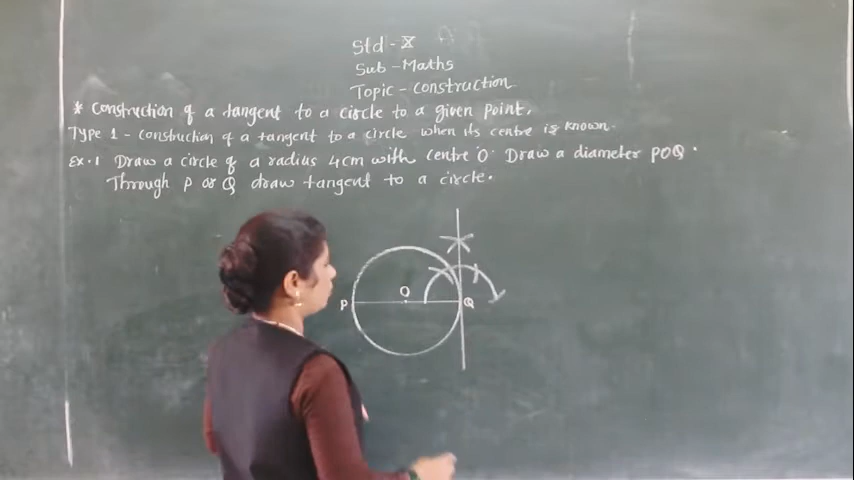 Std - X
Sub - Maths
Topic - Construction
* Construction of a tangent to a circle to a given point.
Type 1 - Construction of a tangent to a circle when its centre is known.
Ex. 1 Draw a circle of a radius 4cm with centre 'O'. Draw a diameter POQ.
Through P or Q draw tangent to a circle.
O
P
Q